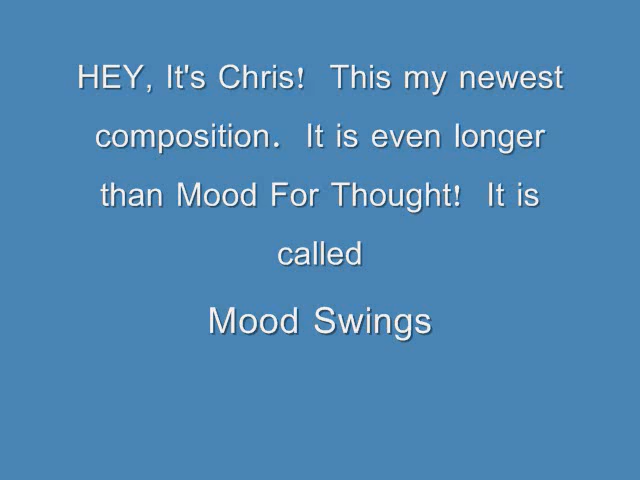 HEY, It's Chris!  This my newest
composition.  It is even longer
than Mood For Thought!  It is
called
Mood Swings